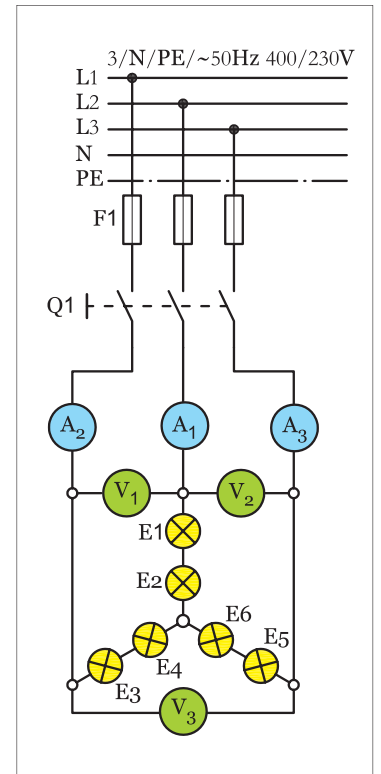 3/N/PE/~50Hz 400/230V
L1
L2
L3
N
PE
F1
Q1
A₂ A₁ A₃
V₁ V₂
E1
E2
E6
E5
E4
E3
V₃